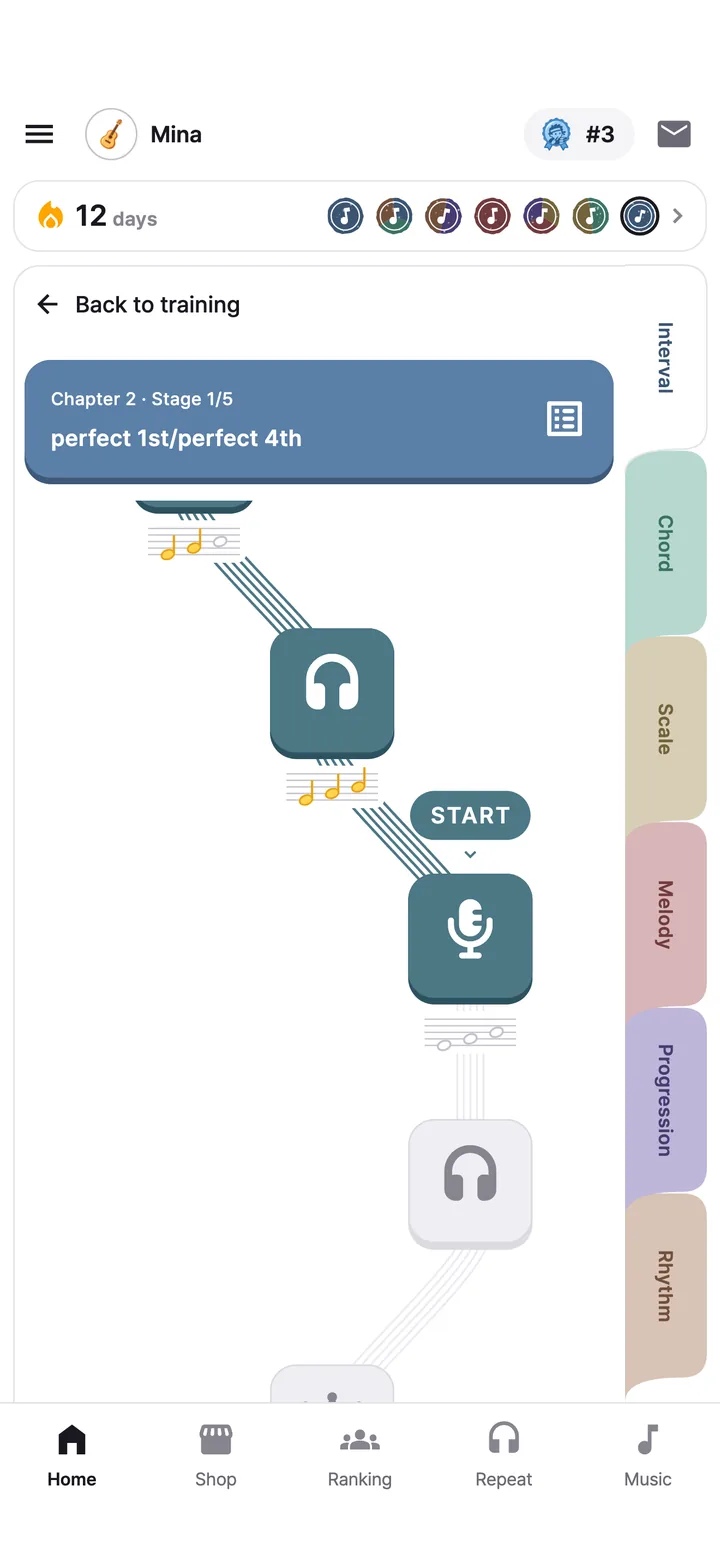 Mina
#3
12 days
Back to training
Interval
Chapter 2 · Stage 1/5
perfect 1st/perfect 4th
Chord
Scale
START
Melody
Progression
Rhythm
Home
Shop
Ranking
Repeat
Music